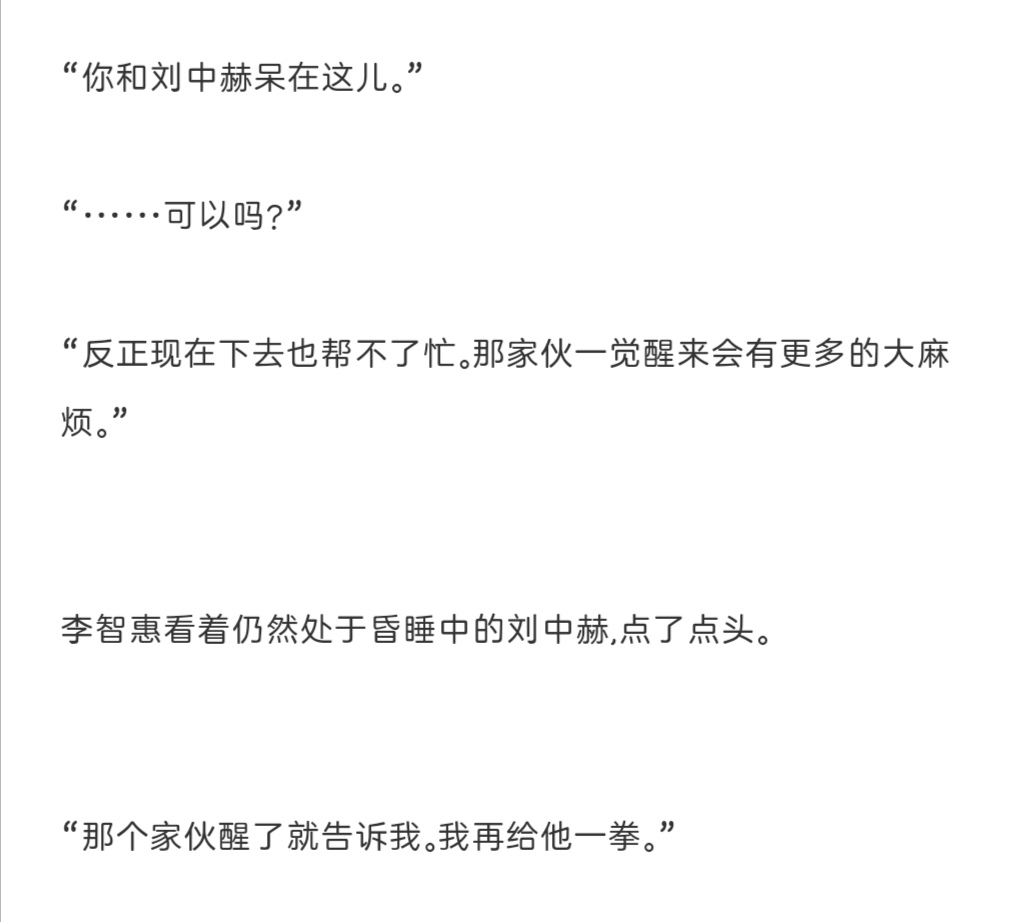 “你和刘中赫呆在这儿。”
“……可以吗?”
“反正现在下去也帮不了忙。那家伙一觉醒来会有更多的大麻
烦。”
李智惠看着仍然处于昏睡中的刘中赫,点了点头。
“那个家伙醒了就告诉我。我再给他一拳。”